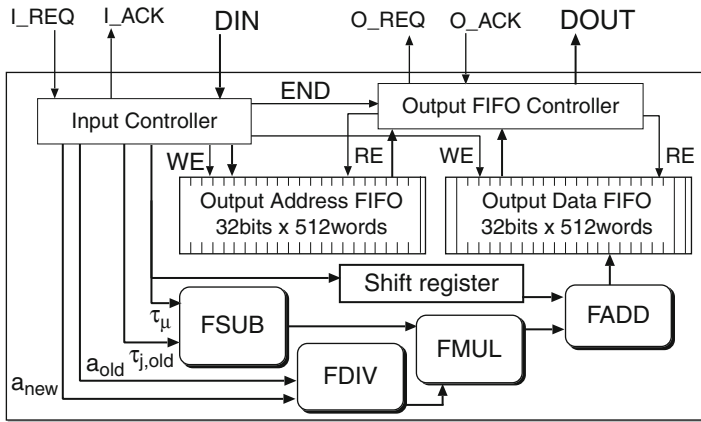 I_REQ
I_ACK
DIN
O_REQ
O_ACK
DOUT
END
Input Controller
Output FIFO Controller
WE
RE
WE
RE
Output Address FIFO
32bits x 512words
Output Data FIFO
32bits x 512words
Shift register
τμ
FSUB
FADD
τj,old
FMUL
aold
FDIV
anew